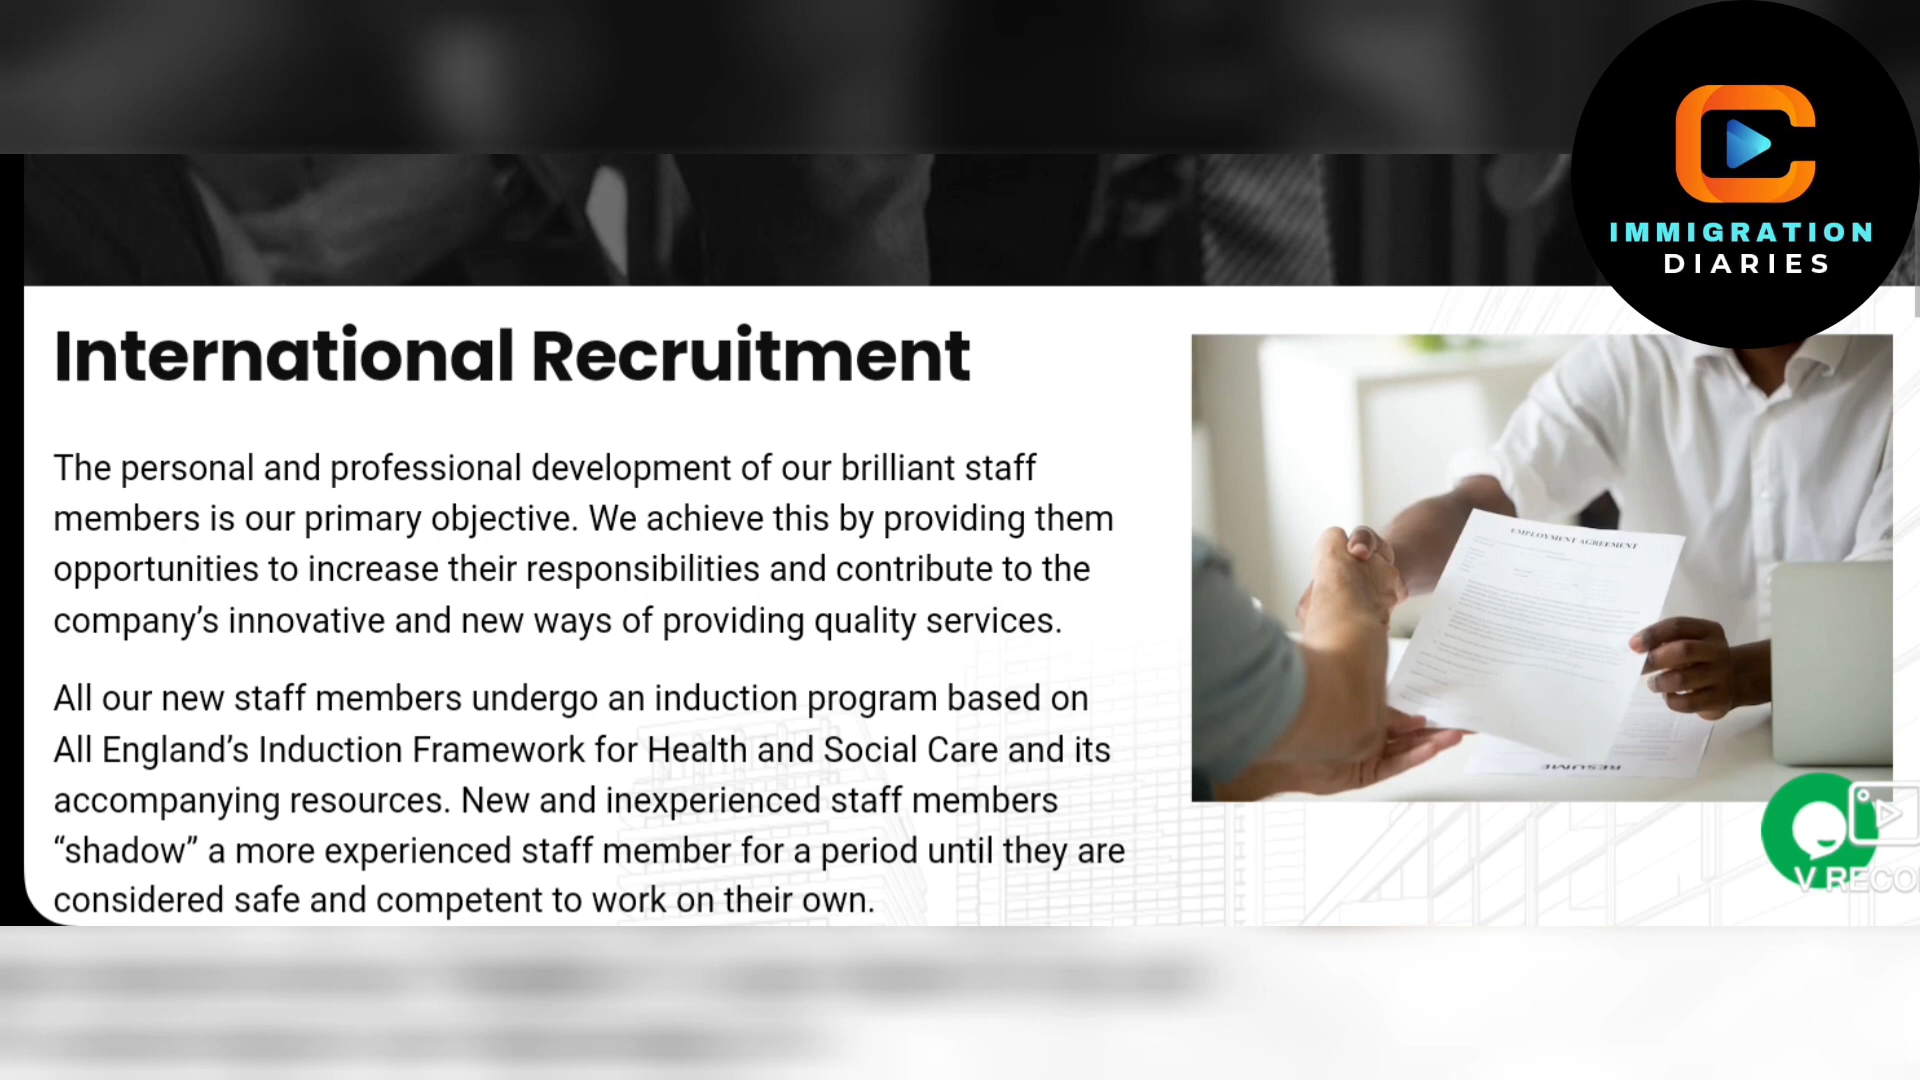 IMMIGRATION
DIARIES
International Recruitment
The personal and professional development of our brilliant staff
members is our primary objective. We achieve this by providing them
opportunities to increase their responsibilities and contribute to the
company’s innovative and new ways of providing quality services.
All our new staff members undergo an induction program based on
All England’s Induction Framework for Health and Social Care and its
accompanying resources. New and inexperienced staff members
“shadow” a more experienced staff member for a period until they are
considered safe and competent to work on their own.
EMPLOYMENT AGREEMENT
RESUME
V RECO